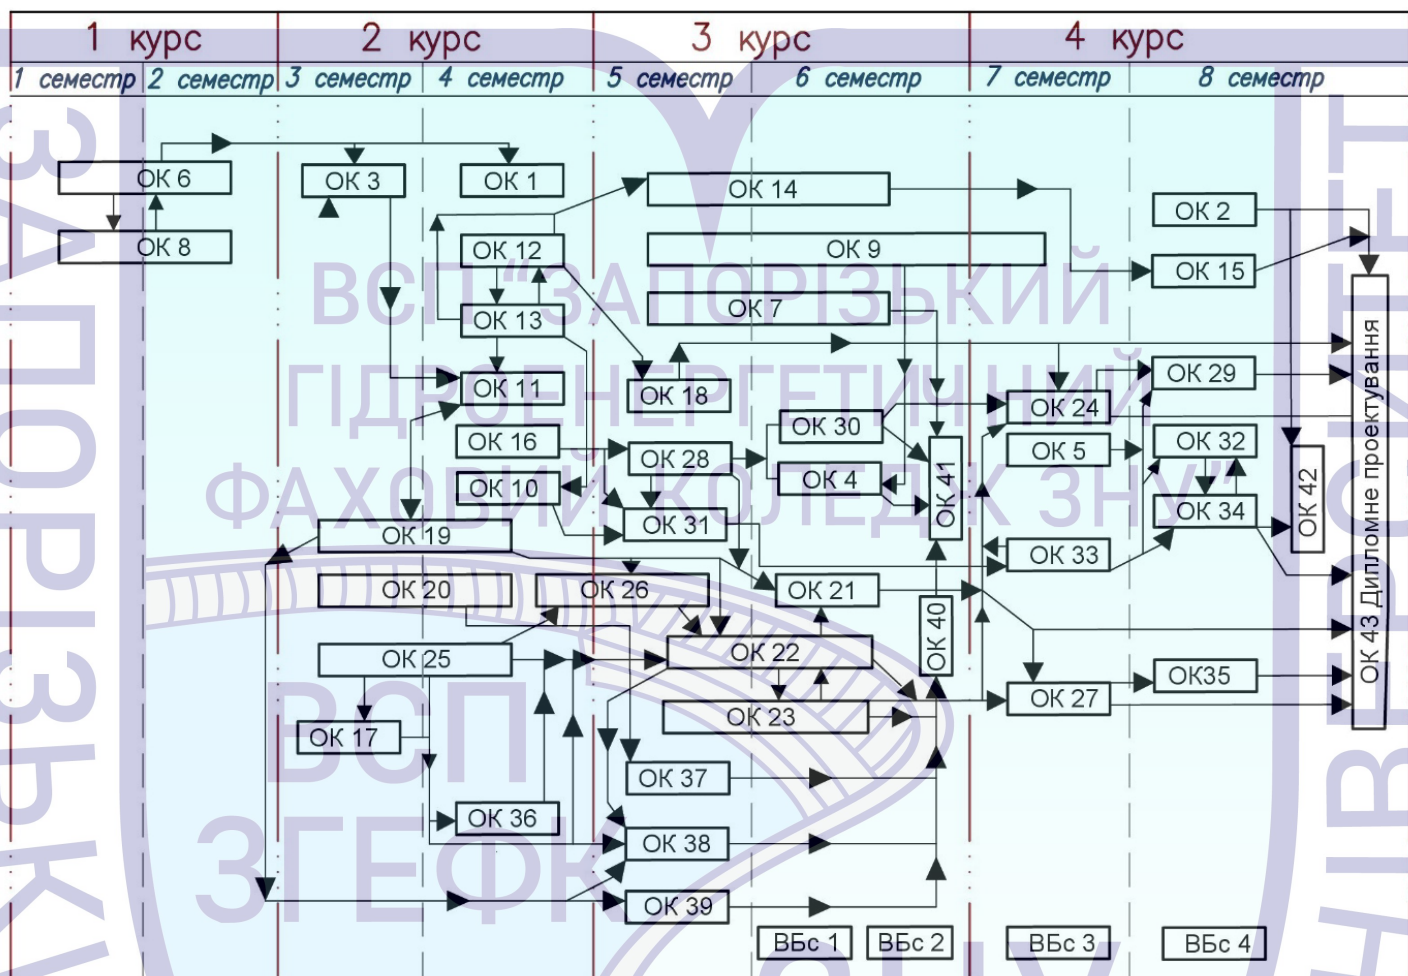 1 курс 2 курс 3 курс 4 курс
1 семестр 2 семестр 3 семестр 4 семестр 5 семестр 6 семестр 7 семестр 8 семестр
ОК 6 ОК 3 ОК 1 ОК 14
ОК 2
ОК 8 ОК 12 ОК 9
ОК 15
ВСП "ЗАПОРІЗЬКИЙ
ОК 13 ОК 7
ГІДРОЕНЕРГЕТИЧНИЙ
ОК 11 ОК 18 ОК 24 ОК 29
ОК 16 ОК 28 ОК 30 ОК 5 ОК 32
ФАХОВИЙ КОЛЕДЖ ЗНУ"
ОК 10 ОК 31 ОК 4 ОК 41 ОК 34 ОК 42
ОК 43 Дипломне проектування
ОК 19 ОК 33
ОК 20 ОК 26 ОК 21 ОК 40
ОК 25 ОК 22 ОК35
ОК 17 ОК 23 ОК 27
ВСП
ОК 37
ОК 36 ОК 38
ЗГЕФК
ОК 39
ВБс 1 ВБс 2 ВБс 3 ВБс 4
ЗАПОРІЗЬК